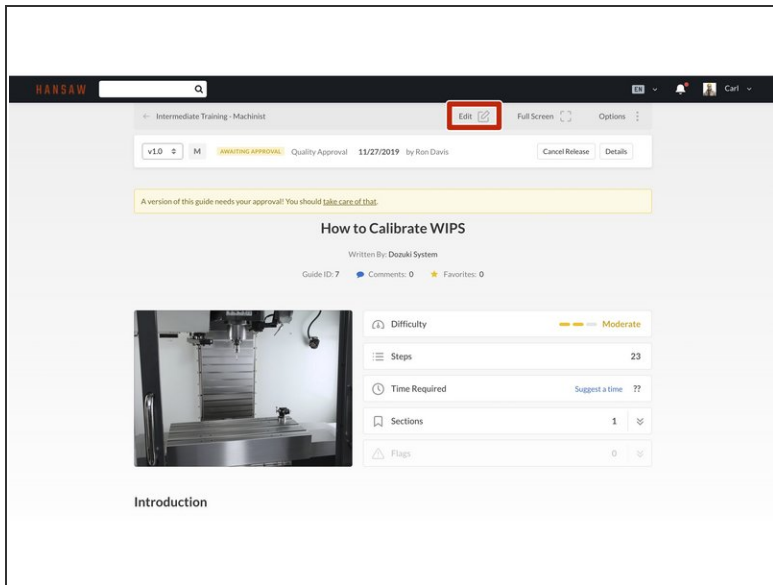 HANSAW EN Carl
Intermediate Training - Machinist Edit Full Screen Options
v1.0 M AWAITING APPROVAL Quality Approval 11/27/2019 by Ron Davis Cancel Release Details
A version of this guide needs your approval! You should take care of that.
How to Calibrate WIPS
Written By: Dozuki System
Guide ID: 7 Comments: 0 Favorites: 0
Difficulty Moderate
Steps 23
Time Required Suggest a time ??
Sections 1
Flags 0
Introduction